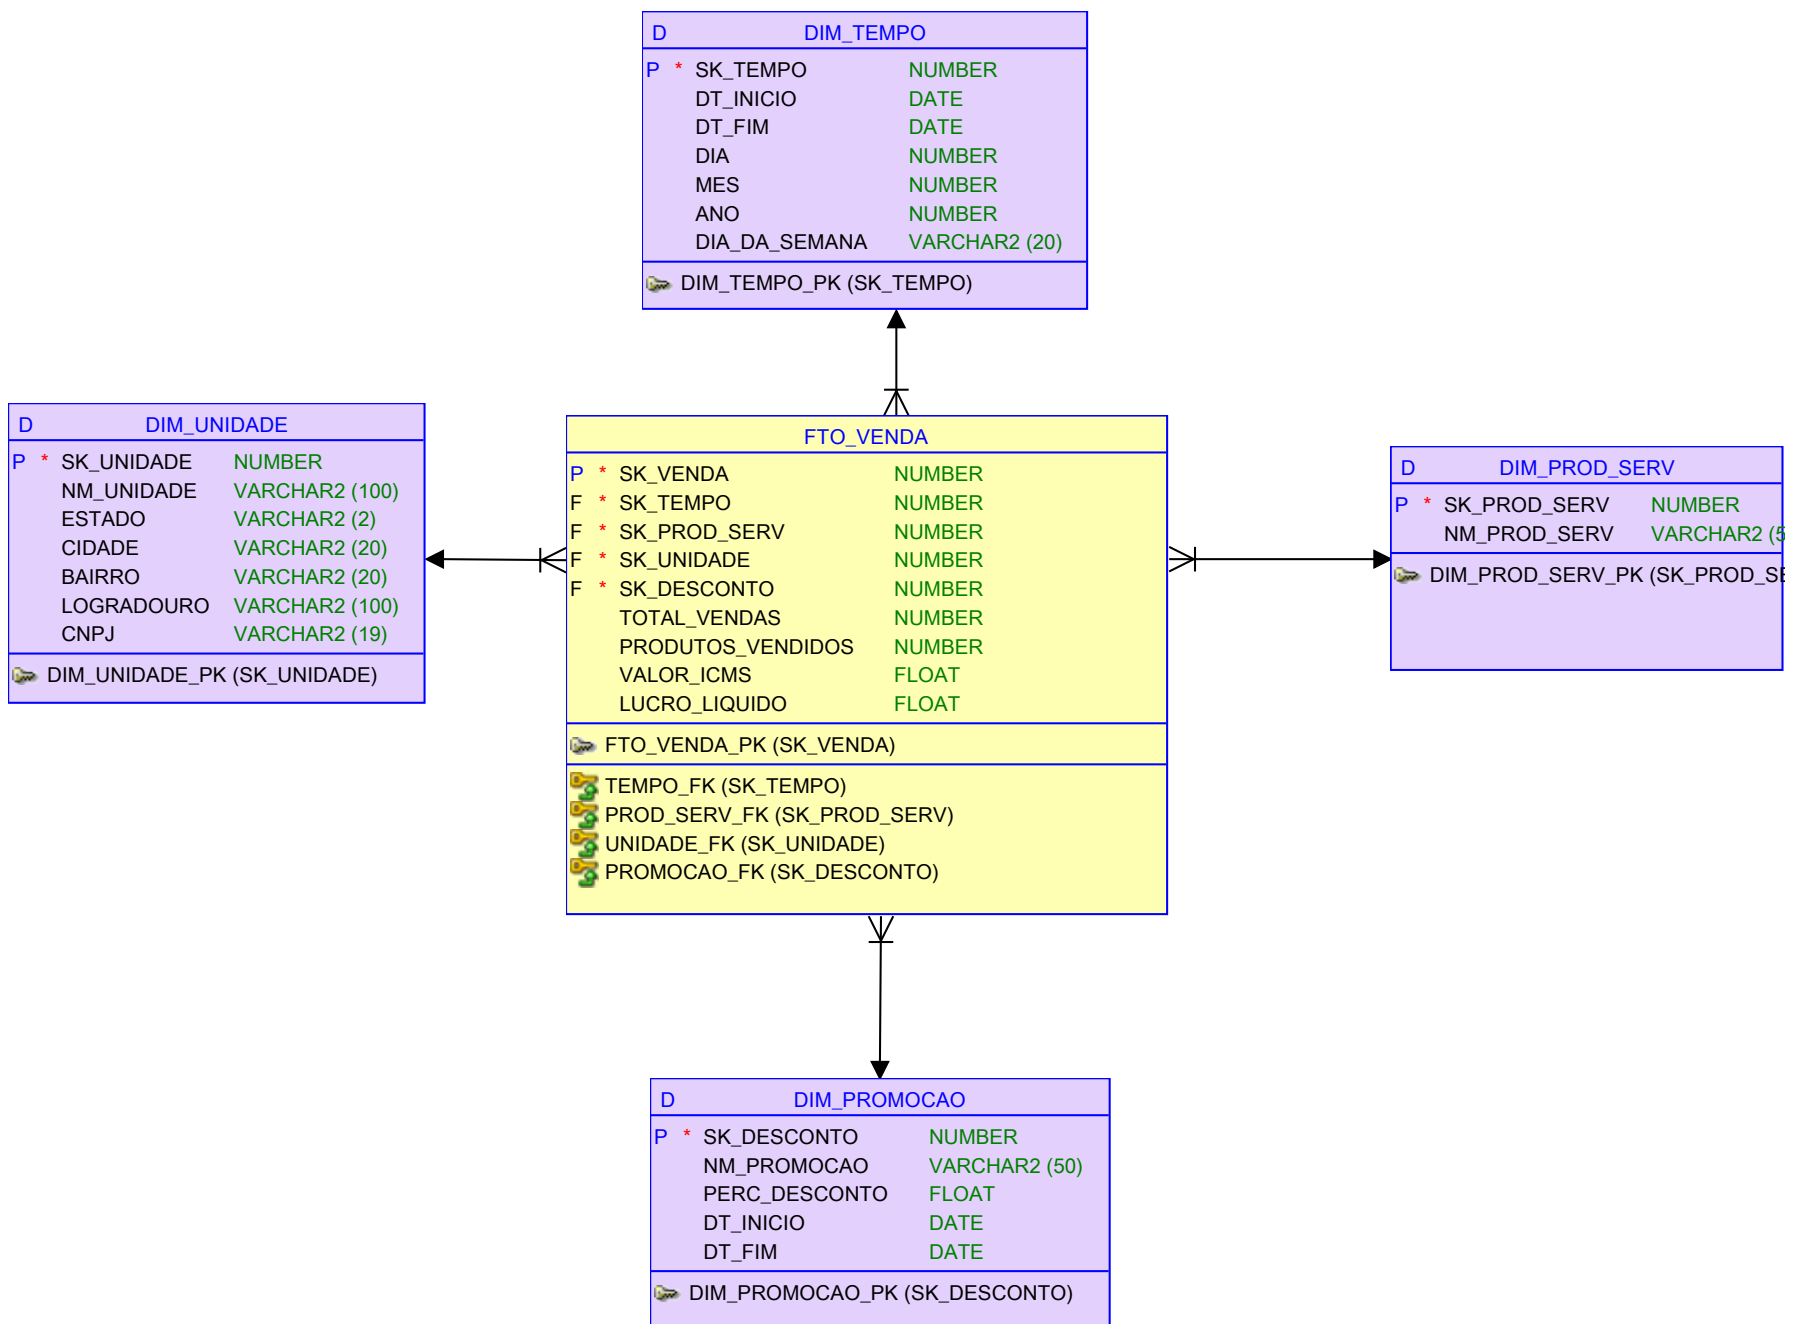 D DIM_TEMPO
P * SK_TEMPO NUMBER
DT_INICIO DATE
DT_FIM DATE
DIA NUMBER
MES NUMBER
ANO NUMBER
DIA_DA_SEMANA VARCHAR2 (20)
DIM_TEMPO_PK (SK_TEMPO)
D DIM_UNIDADE
P * SK_UNIDADE NUMBER
NM_UNIDADE VARCHAR2 (100)
ESTADO VARCHAR2 (2)
CIDADE VARCHAR2 (20)
BAIRRO VARCHAR2 (20)
LOGRADOURO VARCHAR2 (100)
CNPJ VARCHAR2 (19)
DIM_UNIDADE_PK (SK_UNIDADE)
FTO_VENDA
P * SK_VENDA NUMBER
F * SK_TEMPO NUMBER
F * SK_PROD_SERV NUMBER
F * SK_UNIDADE NUMBER
F * SK_DESCONTO NUMBER
TOTAL_VENDAS NUMBER
PRODUTOS_VENDIDOS NUMBER
VALOR_ICMS FLOAT
LUCRO_LIQUIDO FLOAT
FTO_VENDA_PK (SK_VENDA)
TEMPO_FK (SK_TEMPO)
PROD_SERV_FK (SK_PROD_SERV)
UNIDADE_FK (SK_UNIDADE)
PROMOCAO_FK (SK_DESCONTO)
D DIM_PROD_SERV
P * SK_PROD_SERV NUMBER
NM_PROD_SERV VARCHAR2
DIM_PROD_SERV_PK
D DIM_PROMOCAO
P * SK_DESCONTO NUMBER
NM_PROMOCAO VARCHAR2 (50)
PERC_DESCONTO FLOAT
DT_INICIO DATE
DT_FIM DATE
DIM_PROMOCAO_PK (SK_DESCONTO)